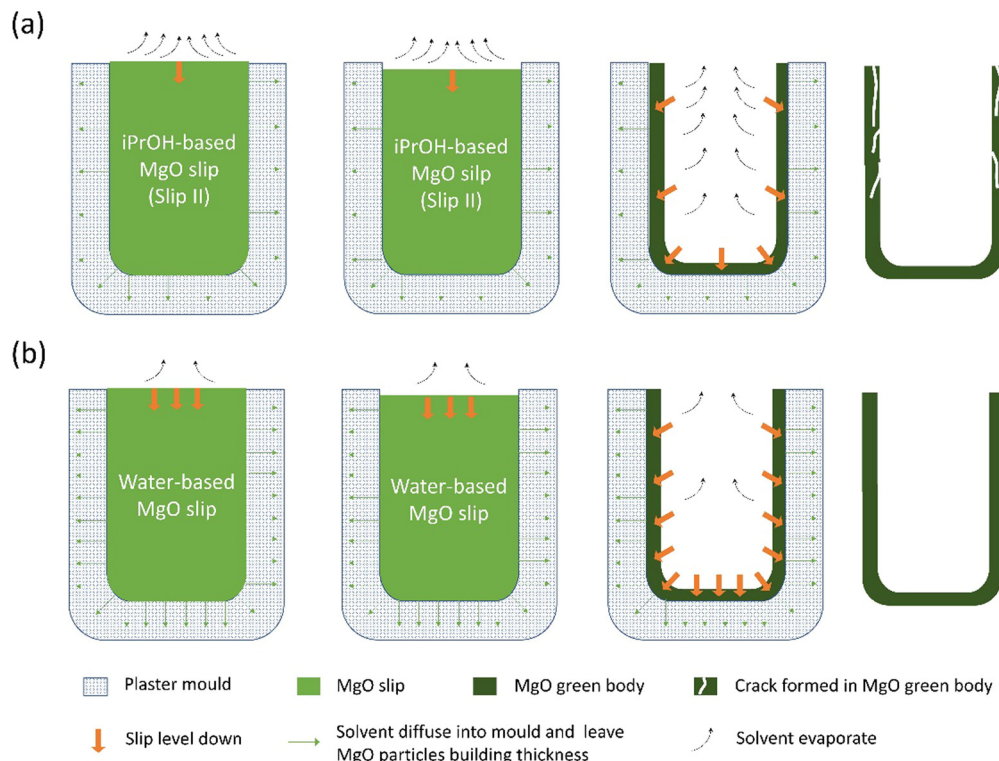 (a)
iPrOH-based
MgO slip
(Slip II)
iPrOH-based
MgO silp
(Slip II)
(b)
Water-based
MgO slip
Water-based
MgO slip
Plaster mould
MgO slip
MgO green body
Crack formed in MgO green body
Slip level down
Solvent diffuse into mould and leave
MgO particles building thickness
Solvent evaporate